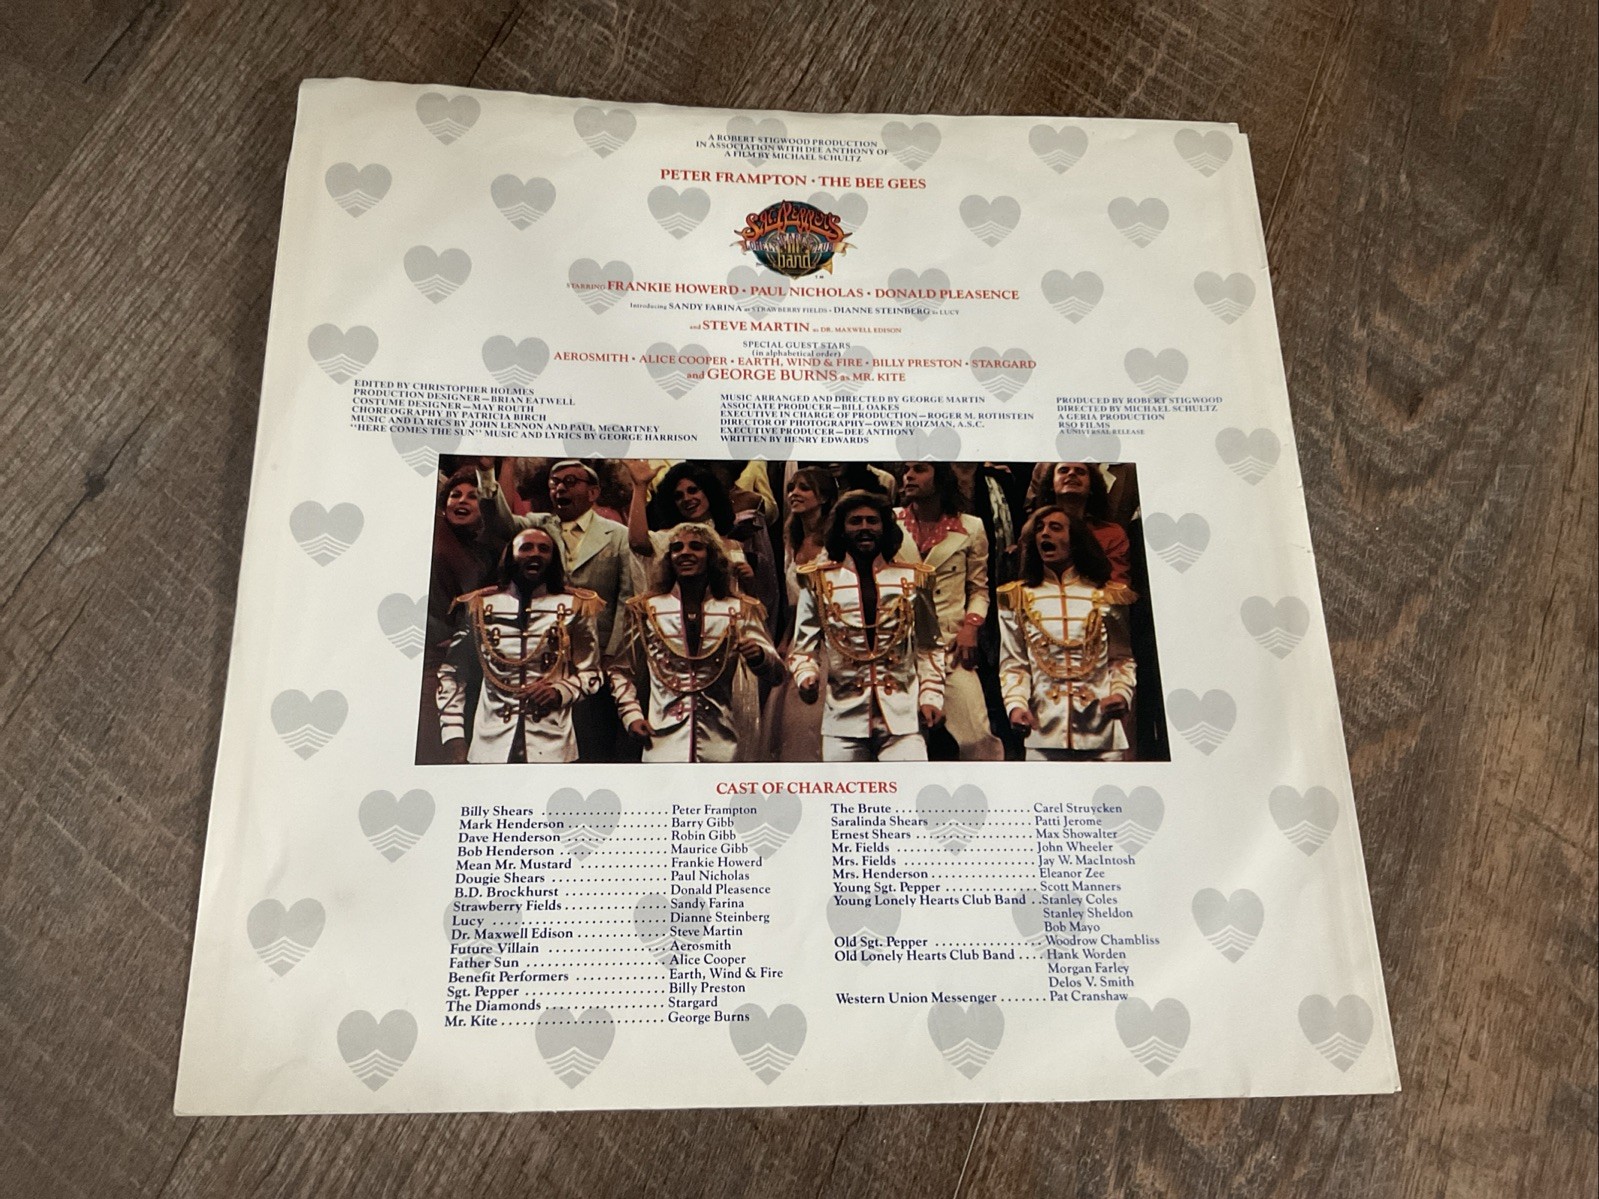 A ROBERT STIGWOOD PRODUCTION
IN ASSOCIATION WITH DEE ANTHONY OF
A FILM BY MICHAEL SCHULTZ
PETER FRAMPTON • THE BEE GEES
Sgt. Pepper's
LONELY HEARTS CLUB
band
TM
STARRING FRANKIE HOWERD • PAUL NICHOLAS • DONALD PLEASENCE
Introducing SANDY FARINA as STRAWBERRY FIELDS • DIANNE STEINBERG as LUCY
and STEVE MARTIN as DR. MAXWELL EDISON
SPECIAL GUEST STARS
(in alphabetical order)
AEROSMITH • ALICE COOPER • EARTH, WIND & FIRE • BILLY PRESTON • STARGARD
and GEORGE BURNS as MR. KITE
EDITED BY CHRISTOPHER HOLMES
PRODUCTION DESIGNER—BRIAN EATWELL
COSTUME DESIGNER—MAY ROUTH
CHOREOGRAPHY BY PATRICIA BIRCH
MUSIC AND LYRICS BY JOHN LENNON AND PAUL McCARTNEY
"HERE COMES THE SUN" MUSIC AND LYRICS BY GEORGE HARRISON
MUSIC ARRANGED AND DIRECTED BY GEORGE MARTIN
ASSOCIATE PRODUCER—BILL OAKES
EXECUTIVE IN CHARGE OF PRODUCTION—ROGER M. ROTHSTEIN
DIRECTOR OF PHOTOGRAPHY—OWEN ROIZMAN, A.S.C.
EXECUTIVE PRODUCER—DEE ANTHONY
WRITTEN BY HENRY EDWARDS
PRODUCED BY ROBERT STIGWOOD
DIRECTED BY MICHAEL SCHULTZ
A GERIA PRODUCTION
RSO FILMS
A UNIVERSAL RELEASE
CAST OF CHARACTERS
Billy Shears .................... Peter Frampton
Mark Henderson ............... Barry Gibb
Dave Henderson ................ Robin Gibb
Bob Henderson ................. Maurice Gibb
Mean Mr. Mustard .............. Frankie Howerd
Dougie Shears .................. Paul Nicholas
B.D. Brockhurst ................ Donald Pleasence
Strawberry Fields ................ Sandy Farina
Lucy ........................... Dianne Steinberg
Dr. Maxwell Edison .............. Steve Martin
Future Villain ................... Aerosmith
Father Sun ...................... Alice Cooper
Benefit Performers ............... Earth, Wind & Fire
Sgt. Pepper ...................... Billy Preston
The Diamonds ................... Stargard
Mr. Kite ......................... George Burns
The Brute ..................... Carel Struycken
Saralinda Shears ............... Patti Jerome
Ernest Shears .................. Max Showalter
Mr. Fields ...................... John Wheeler
Mrs. Fields ..................... Jay W. MacIntosh
Mrs. Henderson ................ Eleanor Zee
Young Sgt. Pepper .............. Scott Manners
Young Lonely Hearts Club Band ..Stanley Coles
Stanley Sheldon
Bob Mayo
Old Sgt. Pepper ................ Woodrow Chambliss
Old Lonely Hearts Club Band .... Hank Worden
Morgan Farley
Delos V. Smith
Western Union Messenger ....... Pat Cranshaw